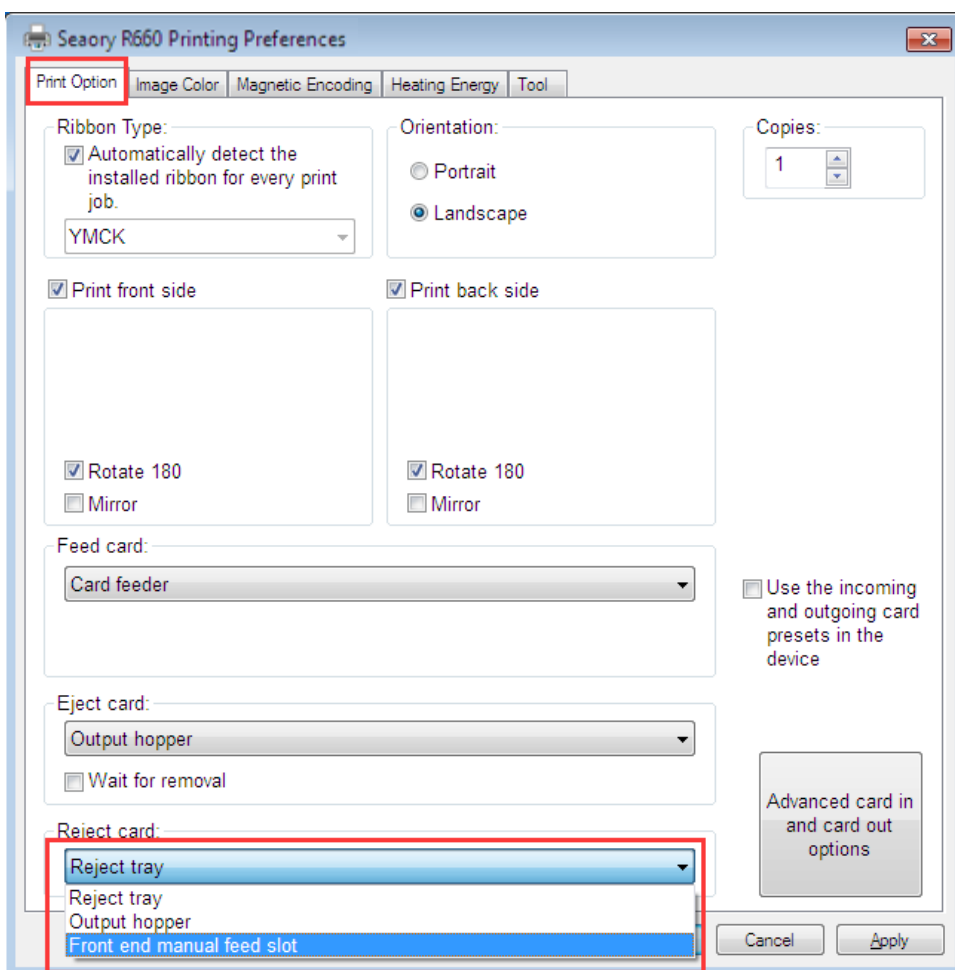 Seaory R660 Printing Preferences
Print Option Image Color Magnetic Encoding Heating Energy Tool
Ribbon Type:
Automatically detect the
installed ribbon for every print
job.
YMCK
Orientation:
Portrait
Landscape
Copies:
1
Print front side
Rotate 180
Mirror
Print back side
Rotate 180
Mirror
Feed card:
Card feeder
Use the incoming
and outgoing card
presets in the
device
Eject card:
Output hopper
Wait for removal
Advanced card in
and card out
options
Reject card:
Reject tray
Reject tray
Output hopper
Front end manual feed slot
Cancel
Apply